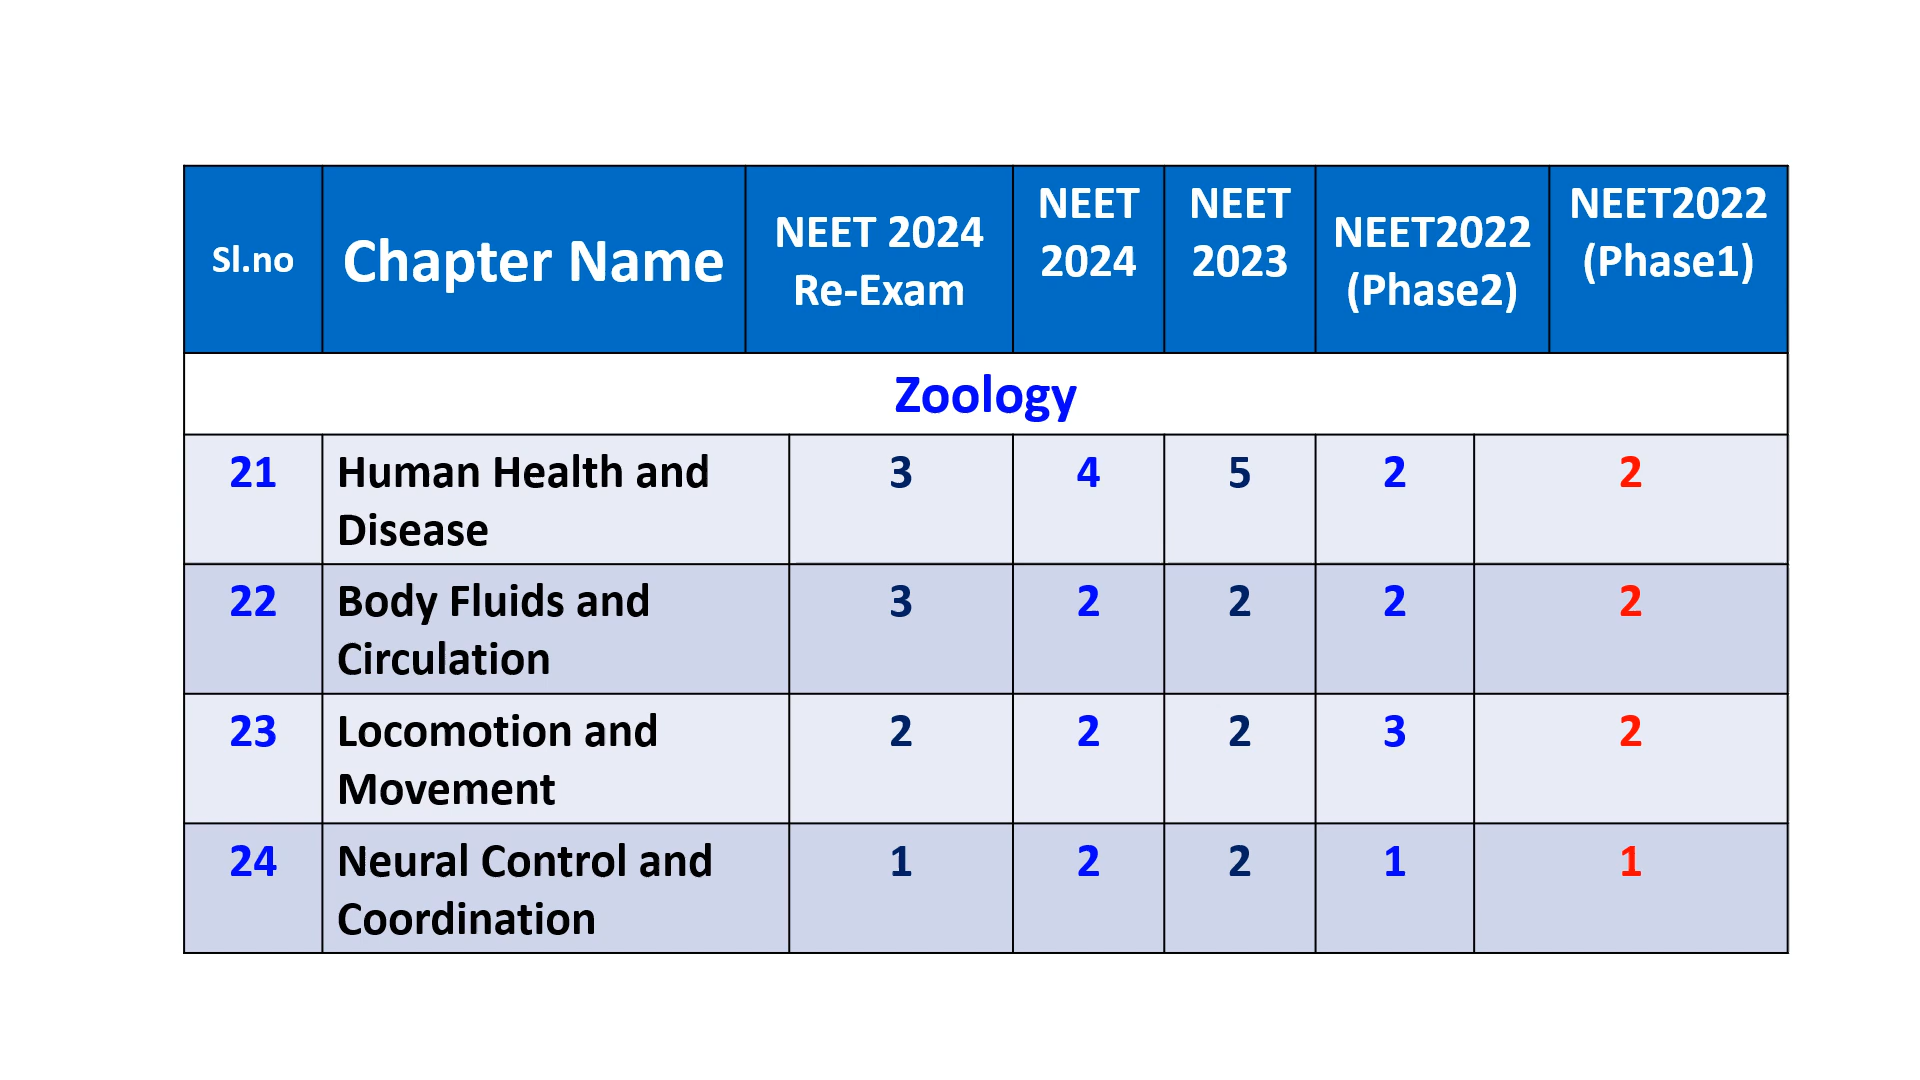 Sl.no Chapter Name NEET 2024 Re-Exam NEET 2024 NEET 2023 NEET2022 (Phase2) NEET2022 (Phase1)
Zoology
21 Human Health and Disease 3 4 5 2 2
22 Body Fluids and Circulation 3 2 2 2 2
23 Locomotion and Movement 2 2 2 3 2
24 Neural Control and Coordination 1 2 2 1 1